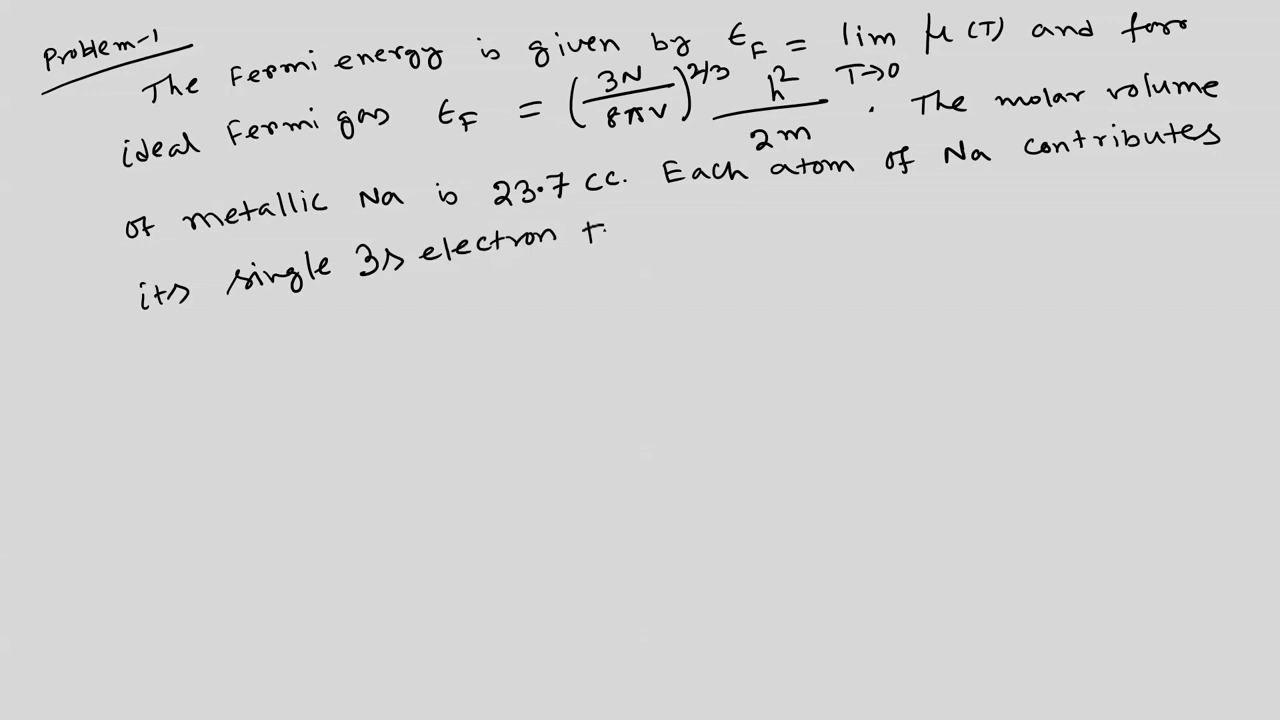 Problem-1
The Fermi energy is given by ϵ_F = lim_{T→0} μ(T) and for
ideal Fermi gas ϵ_F = (3N/8πV)^{2/3} h²/2m . The molar volume
of metallic Na is 23.7 cc. Each atom of Na contributes
its single 3s electron t